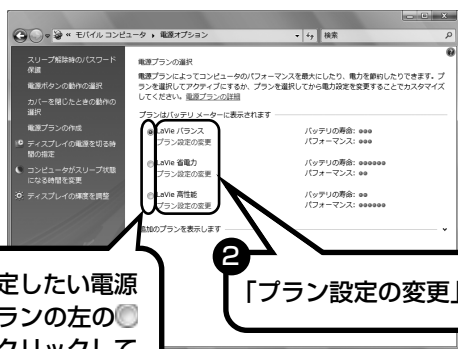 « モバイル コンピュータ ▸ 電源オプション
検索
スリープ解除時のパスワード
保護
電源ボタンの動作の選択
カバーを閉じたときの動作の
選択
電源プランの作成
ディスプレイの電源を切る時
間の指定
コンピュータがスリープ状態
になる時間を変更
ディスプレイの輝度を調整
電源プランの選択
電源プランによってコンピュータのパフォーマンスを最大にしたり、電力を節約したりできます。プ
ランを選択してアクティブにするか、プランを選択してから電力設定を変更することでカスタマイズ
してください。電源プランの詳細
プランはバッテリ メーターに表示されます
LaVie バランス
プラン設定の変更
バッテリの寿命:
パフォーマンス:
LaVie 省電力
プラン設定の変更
バッテリの寿命:
パフォーマンス:
LaVie 高性能
プラン設定の変更
バッテリの寿命:
パフォーマンス:
追加のプランを表示します
定したい電源
ランの左の
クリックして
2
「プラン設定の変更」